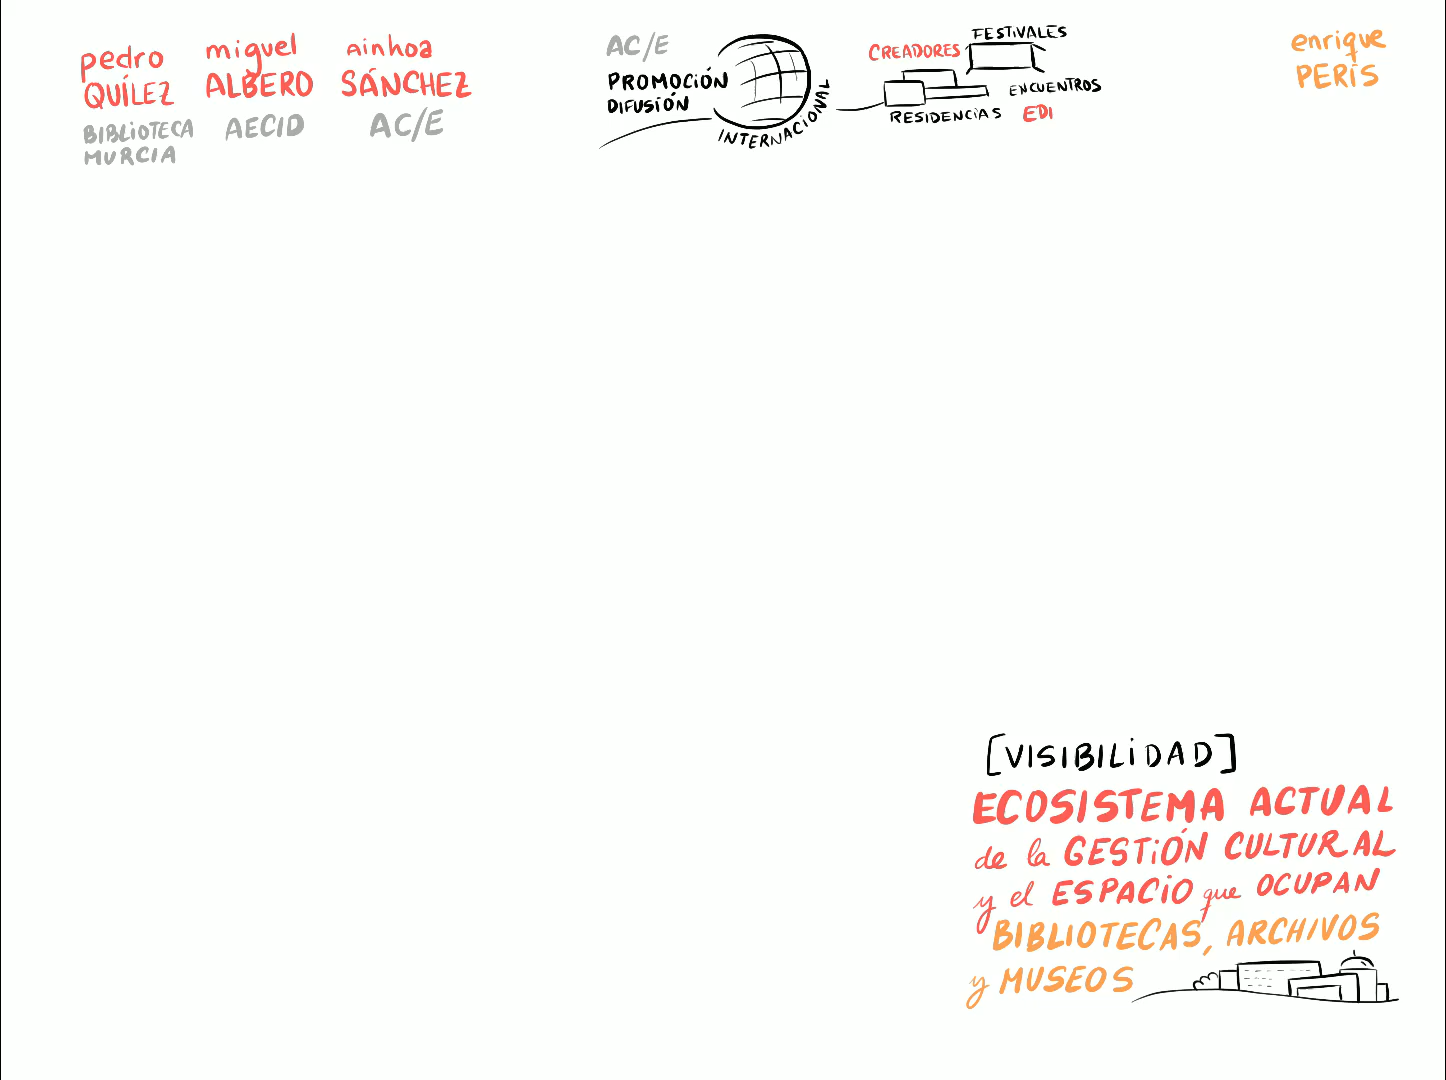 pedro
QUÍLEZ
BIBLIOTECA
MURCIA
miguel
ALBERO
AECID
ainhoa
SÁNCHEZ
AC/E
AC/E
PROMOCIÓN
DIFUSIÓN
INTERNACIONAL
CREADORES
FESTIVALES
ENCUENTROS
RESIDENCIAS
EDI
enrique
PERÍS
[VISIBILIDAD]
ECOSISTEMA ACTUAL
de la GESTIÓN CULTURAL
y el ESPACIO que OCUPAN
BIBLIOTECAS, ARCHIVOS
y MUSEOS